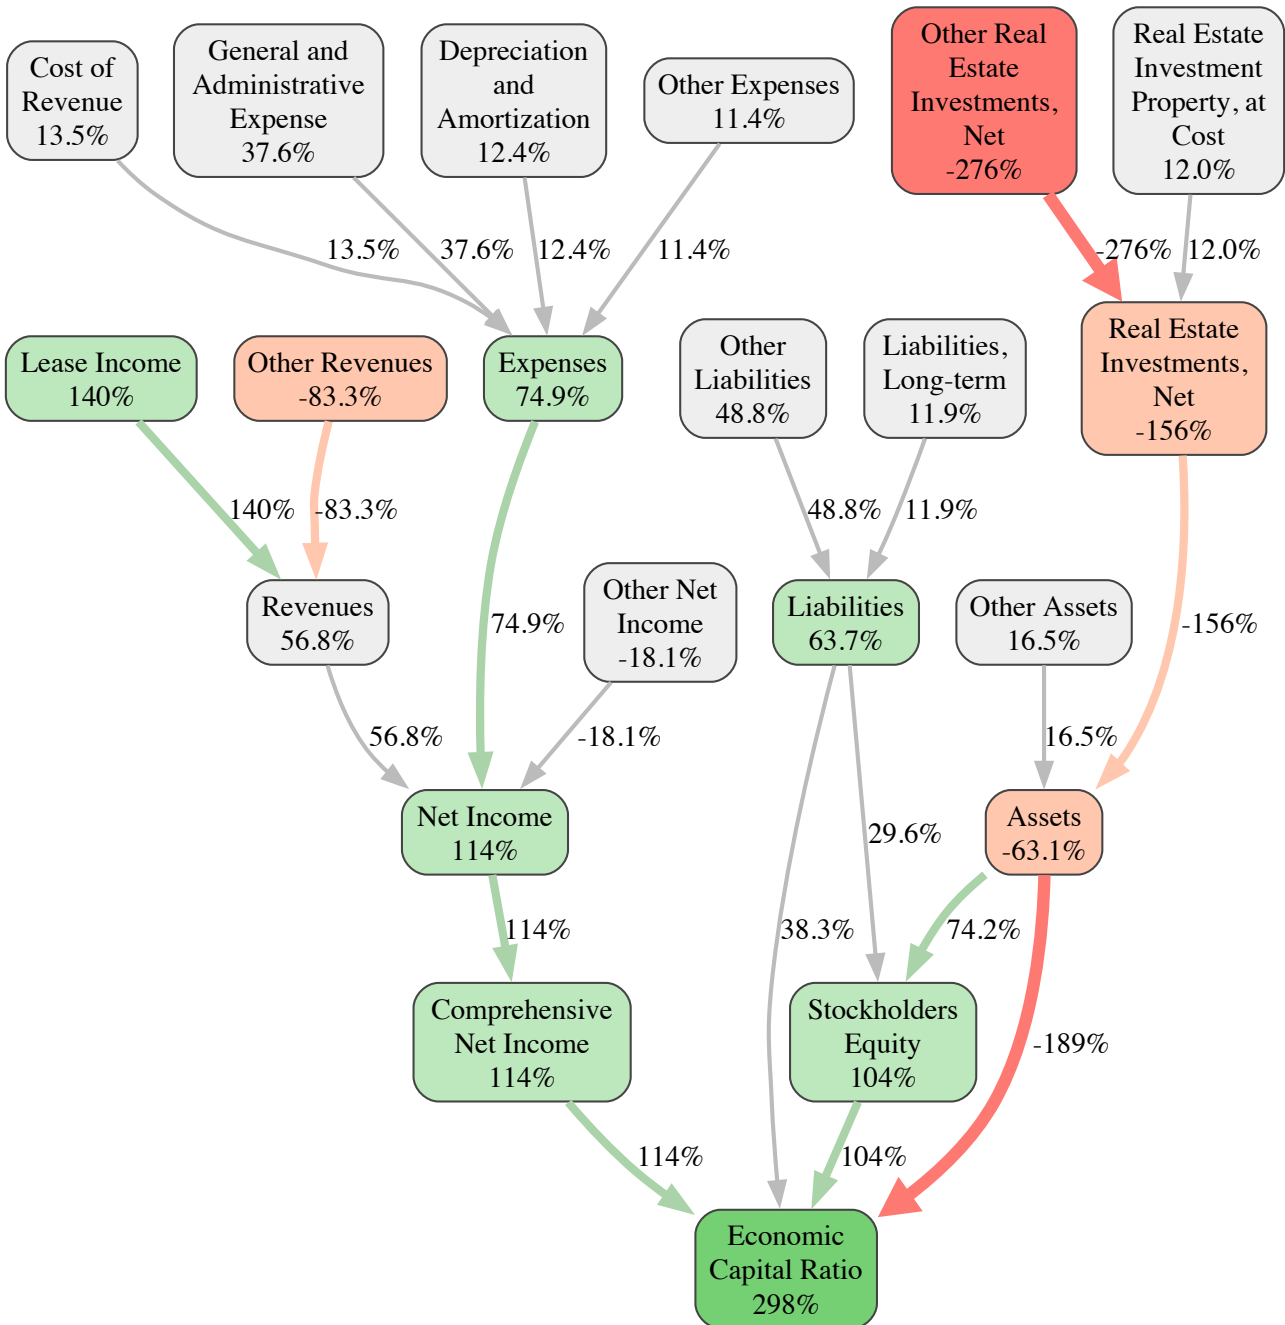 Cost of
Revenue
13.5%
General and
Administrative
Expense
37.6%
Depreciation
and
Amortization
12.4%
Other Expenses
11.4%
Other Real
Estate
Investments,
Net
-276%
Real Estate
Investment
Property, at
Cost
12.0%
13.5%
37.6%
12.4%
11.4%
-276%
12.0%
Lease Income
140%
Other Revenues
-83.3%
Expenses
74.9%
Other
Liabilities
48.8%
Liabilities,
Long-term
11.9%
Real Estate
Investments,
Net
-156%
140%
-83.3%
48.8%
11.9%
Revenues
56.8%
74.9%
Other Net
Income
-18.1%
Liabilities
63.7%
Other Assets
16.5%
-156%
56.8%
-18.1%
16.5%
Net Income
114%
29.6%
Assets
-63.1%
114%
38.3%
74.2%
Comprehensive
Net Income
114%
Stockholders
Equity
104%
-189%
114%
104%
Economic
Capital Ratio
298%